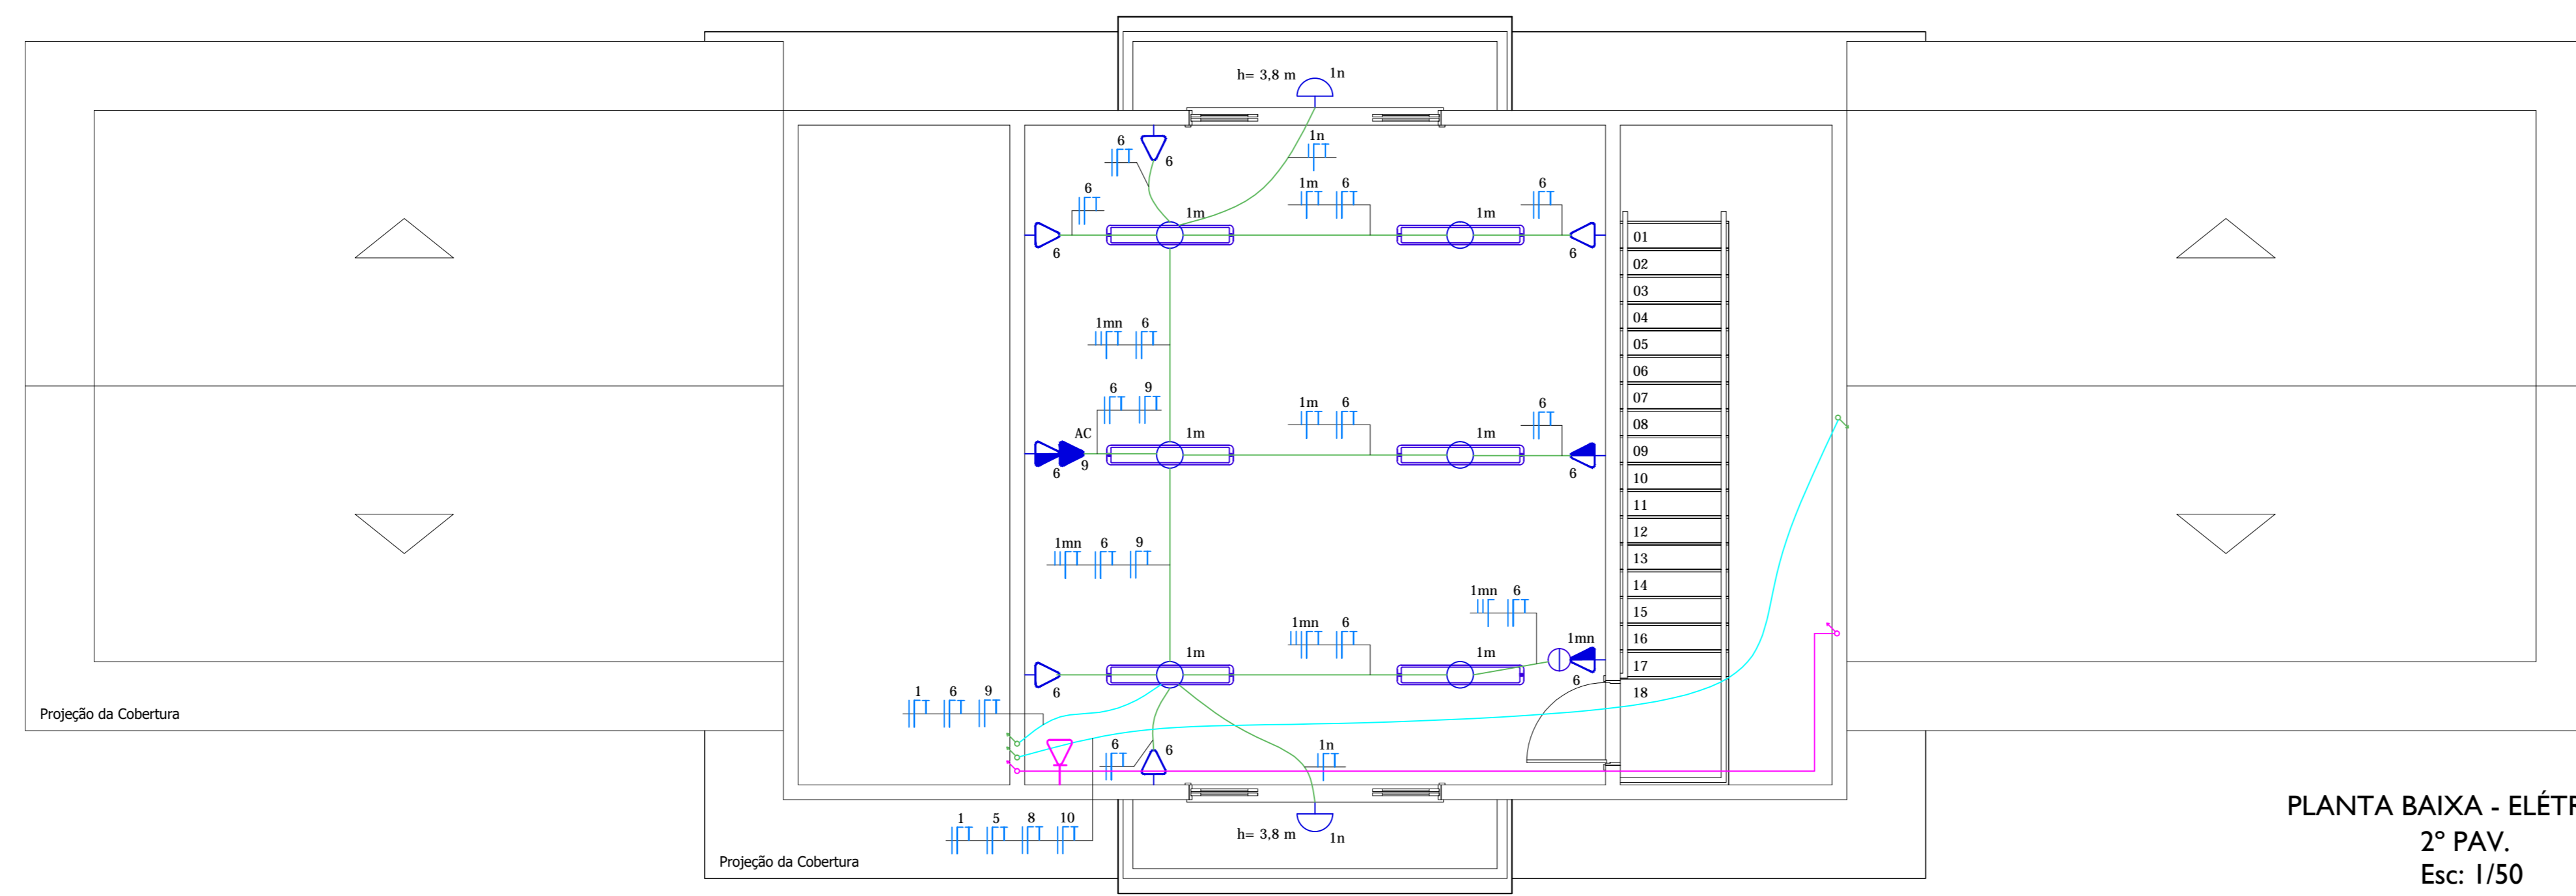 h= 3,8 m 1n
1n
6
6
6
1m 6
6
6
1m
1m
6
6
01
02
03
04
05
06
07
08
09
10
11
12
13
14
15
16
17
18
1mn 6
6 9
1m 6
6
AC
1m
1m
6
9
6
1mn 6 9
1mn 6
1mn 6
1mn
1m
1m
6
6
1 6 9
Projeção da Cobertura
6
6
1n
1 5 8 10
h= 3,8 m 1n
Projeção da Cobertura
PLANTA BAIXA - ELÉTR
2º PAV.
Esc: 1/50